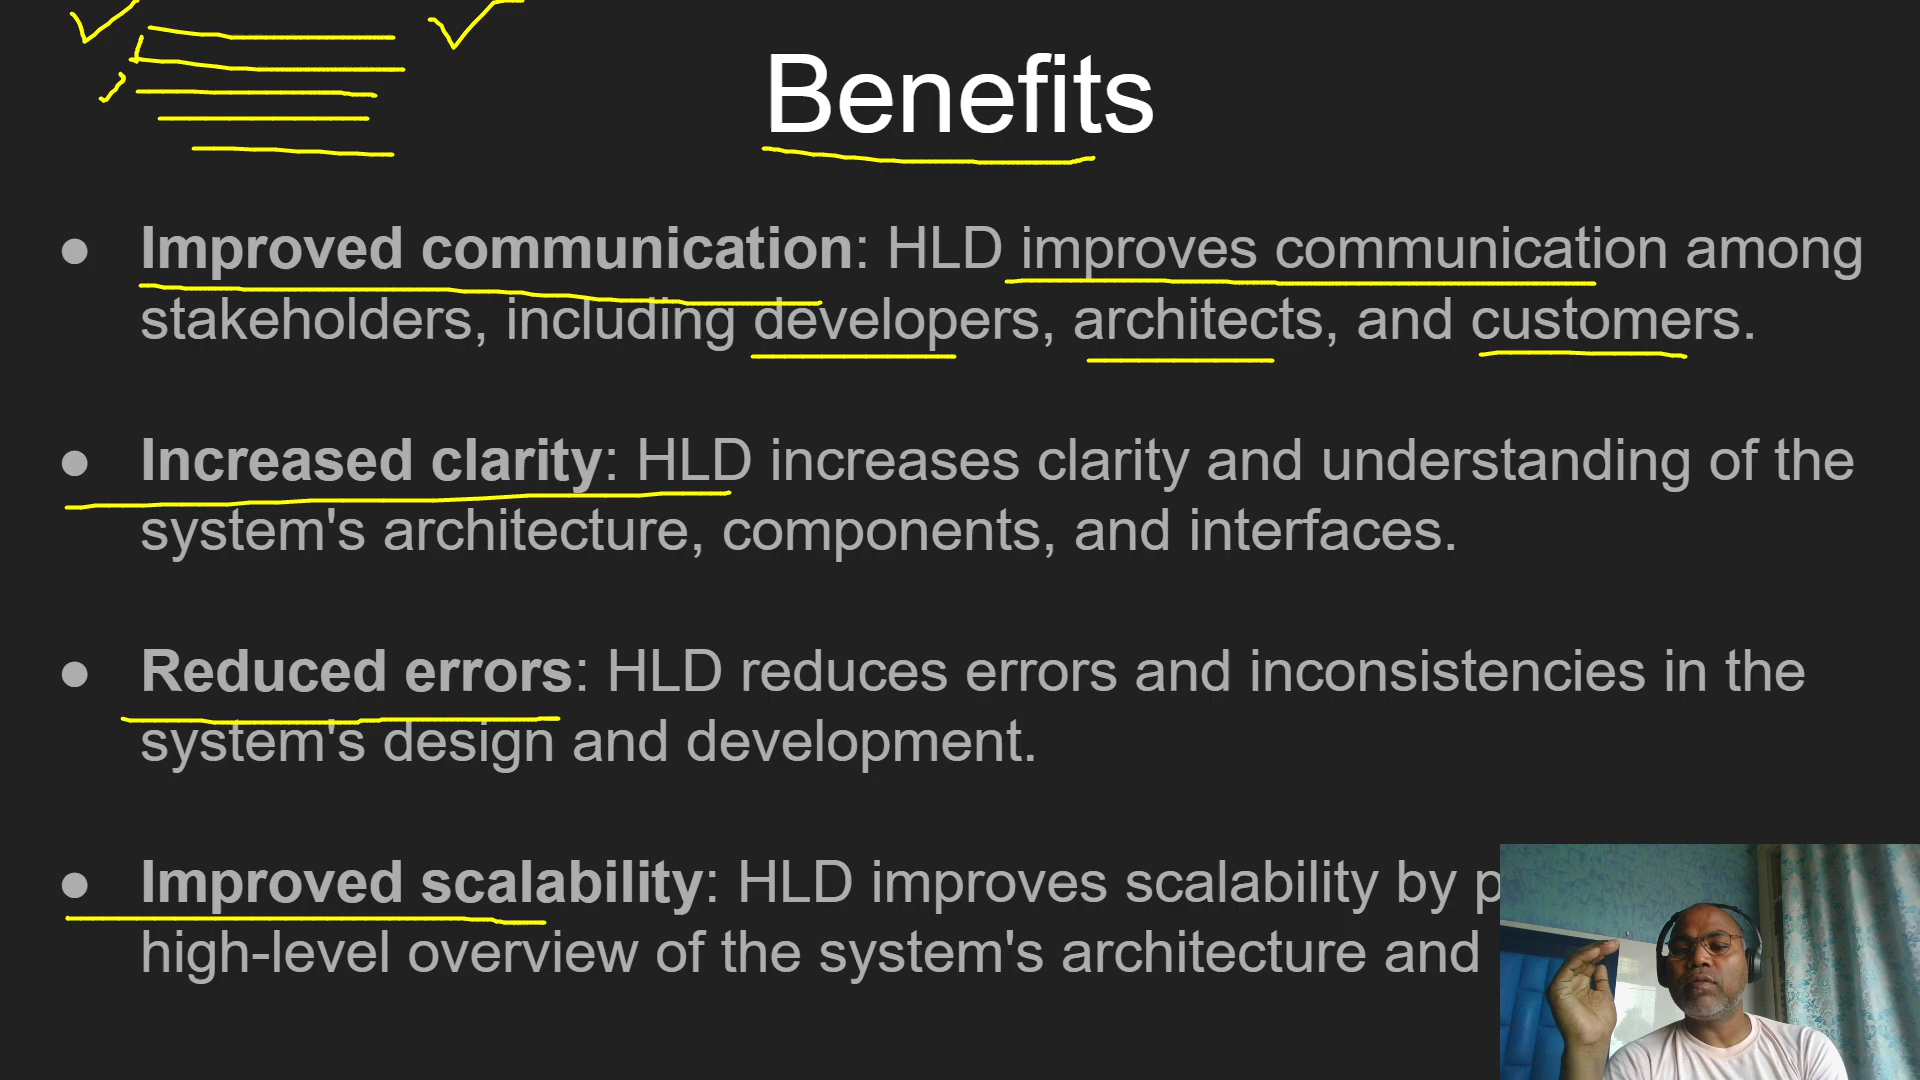 Benefits
● Improved communication: HLD improves communication among
stakeholders, including developers, architects, and customers.
● Increased clarity: HLD increases clarity and understanding of the
system's architecture, components, and interfaces.
● Reduced errors: HLD reduces errors and inconsistencies in the
system's design and development.
● Improved scalability: HLD improves scalability by
high-level overview of the system's architecture and